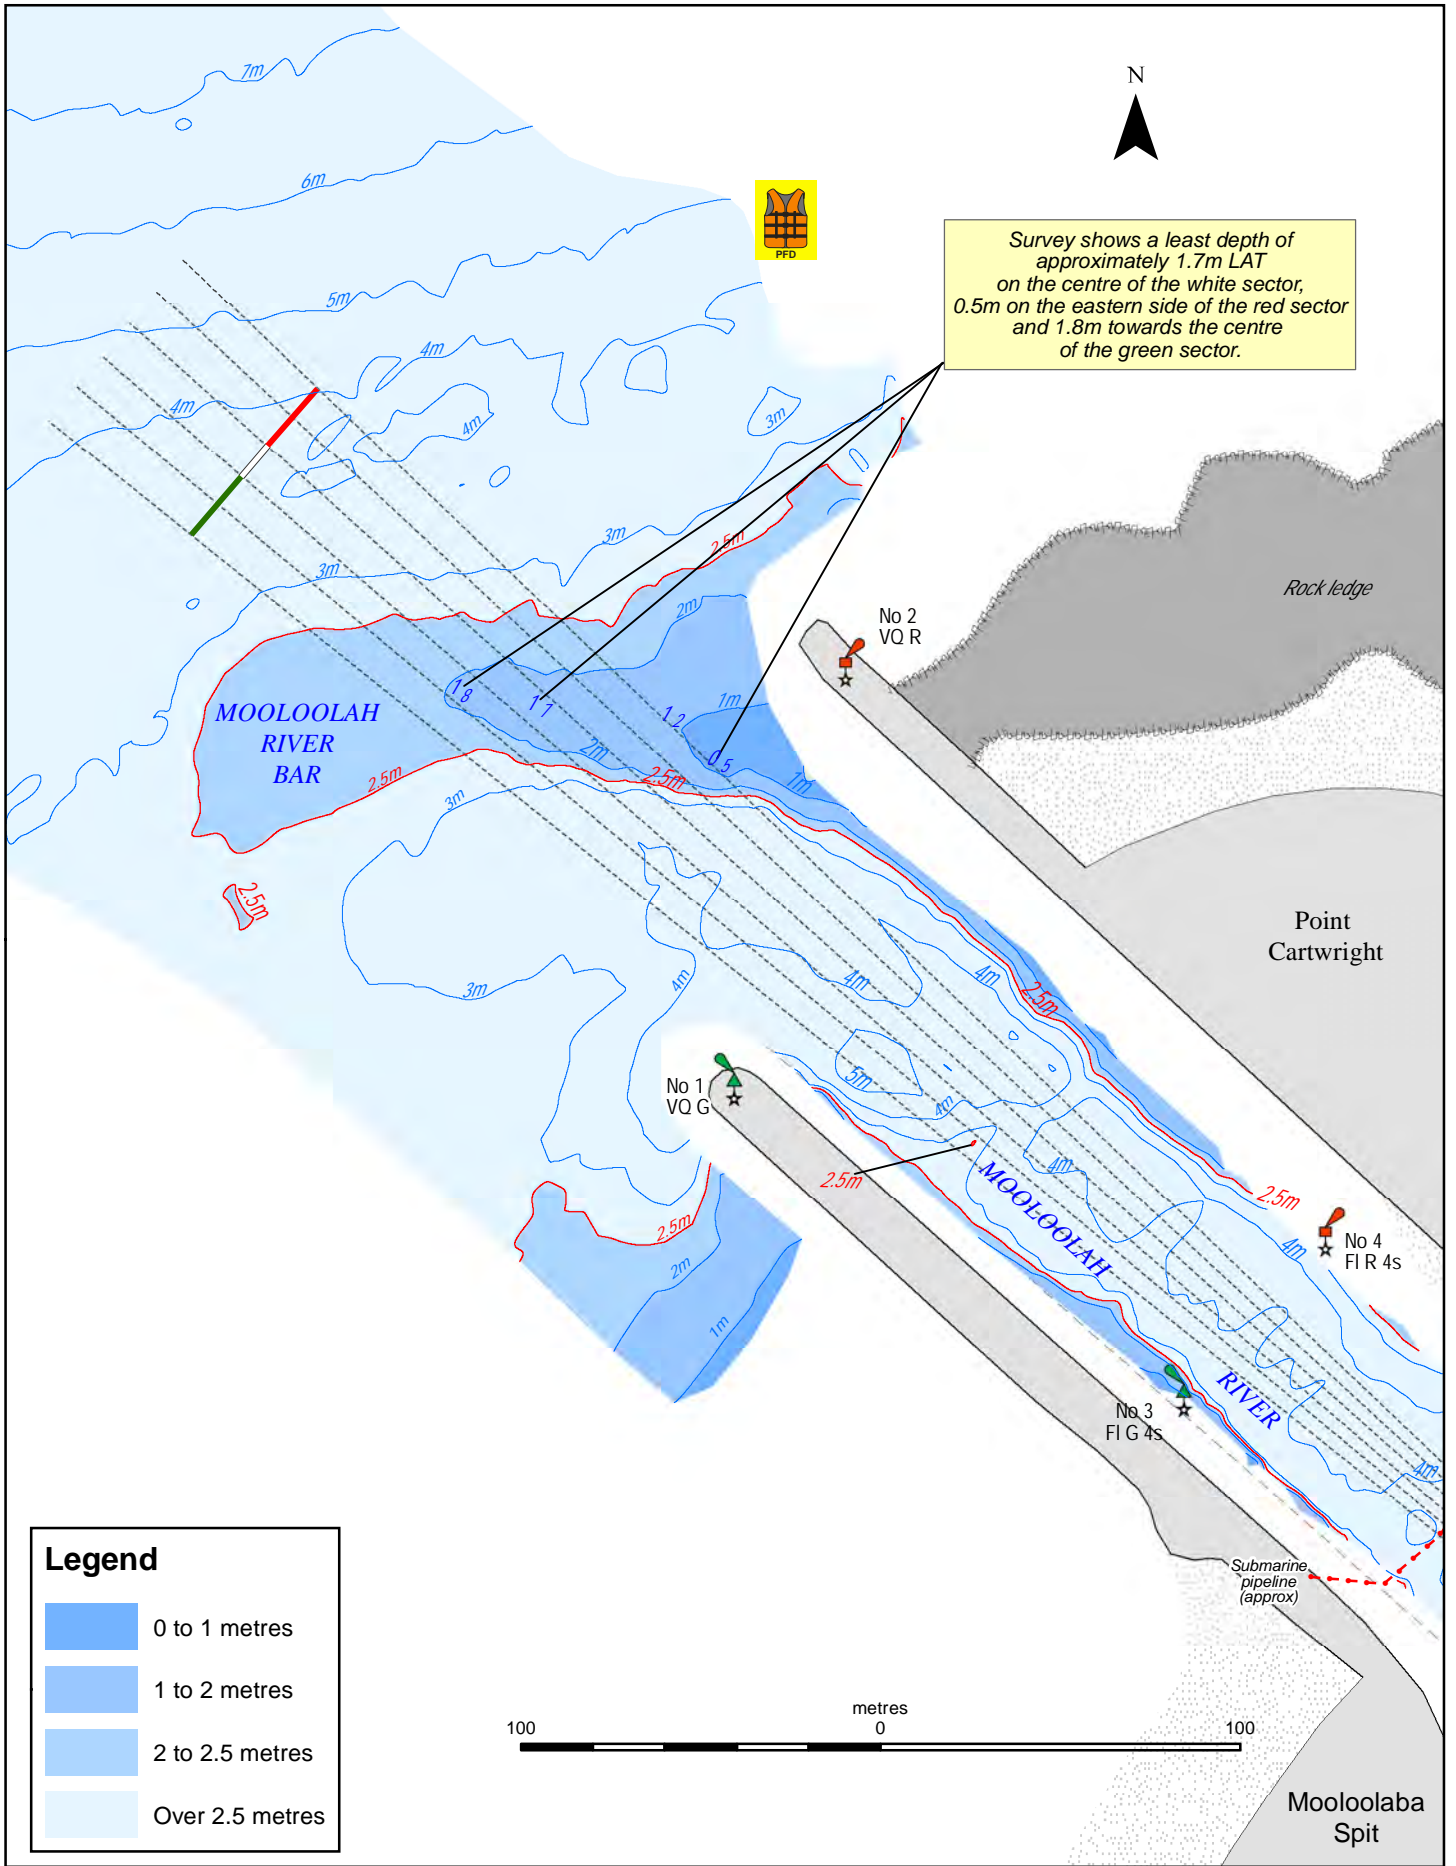 7m
N
6m
PFD
Survey shows a least depth of
approximately 1.7m LAT
on the centre of the white sector,
0.5m on the eastern side of the red sector
and 1.8m towards the centre
of the green sector.
5m
4m
4m
4m
3m
3m
2.5m
3m
Rock ledge
2m
No 2
VQ R
1 8
1 7
1 2
1m
0 5
MOOLOOLAH
RIVER
BAR
2m
2.5m
1m
2.5m
3m
2.5m
Point
Cartwright
4m
4m
4m
3m
2.5m
5m
No 1
VQ G
4m
4m
2.5m
MOOLOOLAH
2.5m
2.5m
4m
No 4
Fl R 4s
2m
1m
RIVER
No 3
Fl G 4s
4m
Submarine
pipeline
(approx)
Legend
0 to 1 metres
1 to 2 metres
2 to 2.5 metres
Over 2.5 metres
metres
100 0 100
Mooloolaba
Spit